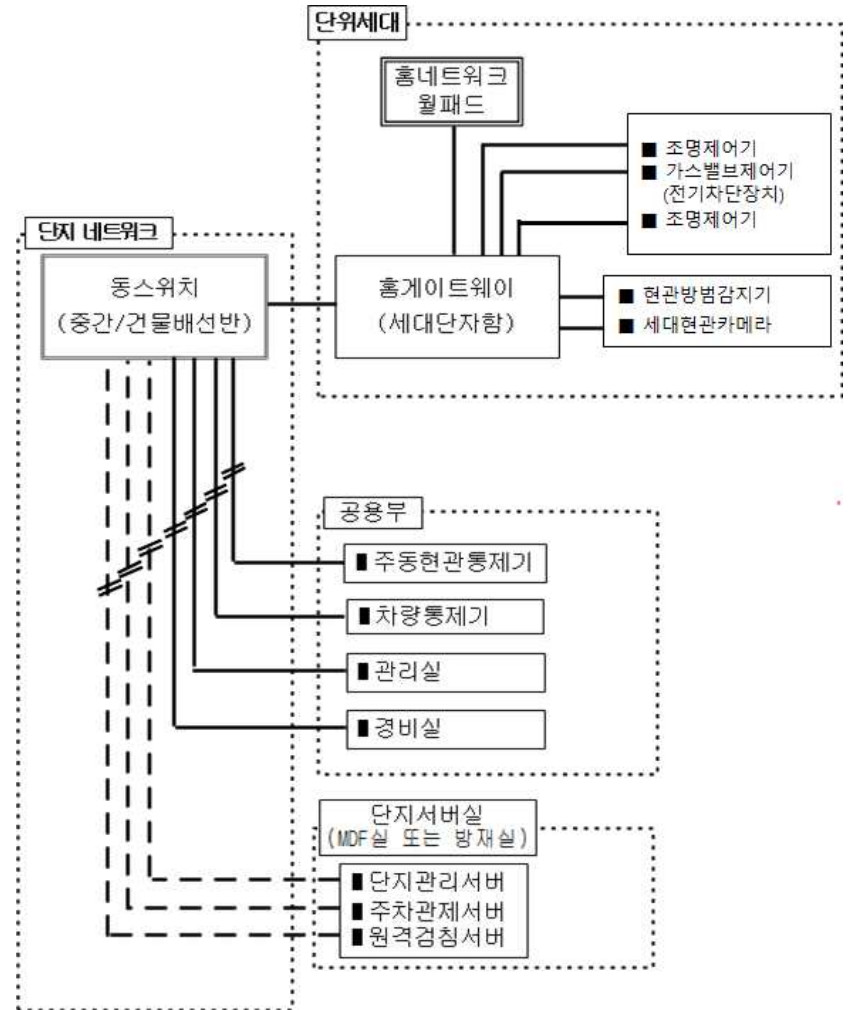 단위세대
홈네트워크
월패드
■ 조명제어기
■ 가스밸브제어기
(전기차단장치)
■ 조명제어기
단지 네트워크
동스위치
(중간/건물배선반)
홈게이트웨이
(세대단자함)
■ 현관방범감지기
■ 세대현관카메라
공용부
■주동현관통제기
■차량통제기
■관리실
■경비실
단지서버실
(MDF실 또는 방재실)
■단지관리서버
■주차관제서버
■원격검침서버